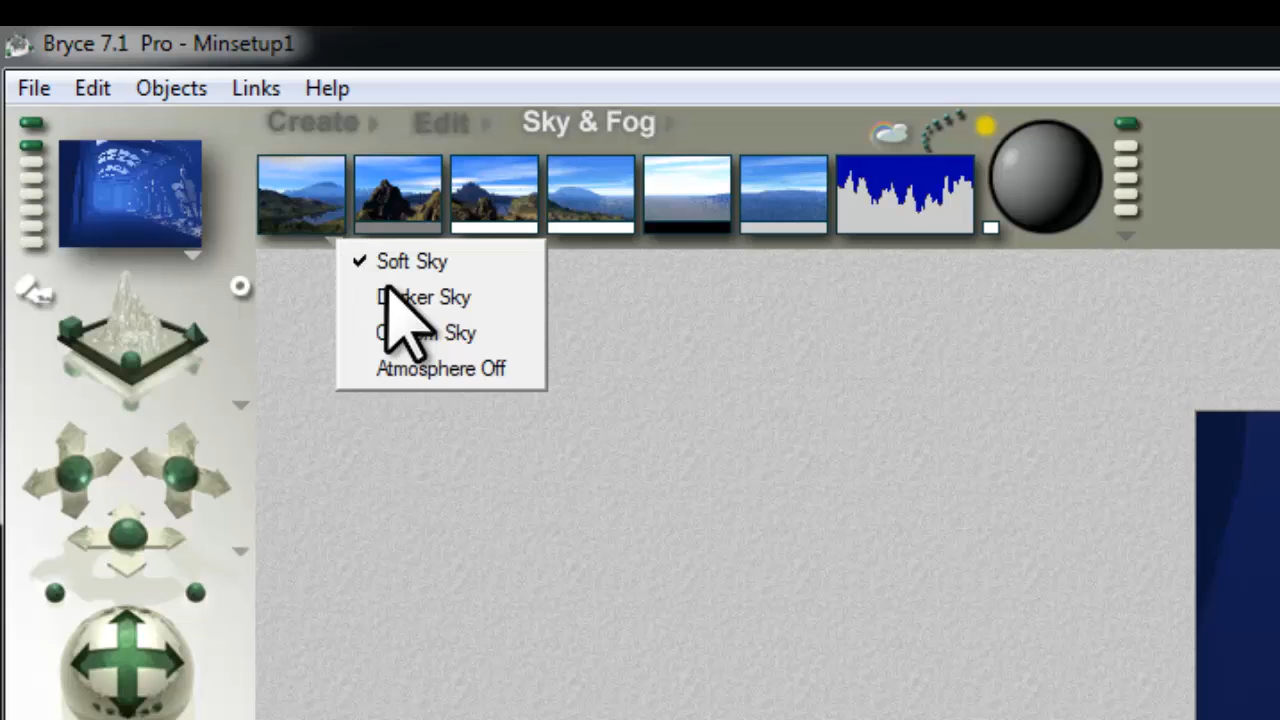 Bryce 7.1 Pro - Minsetup1
File Edit Objects Links Help
Create Edit Sky & Fog
Soft Sky
Sky
Sky
Atmosphere Off